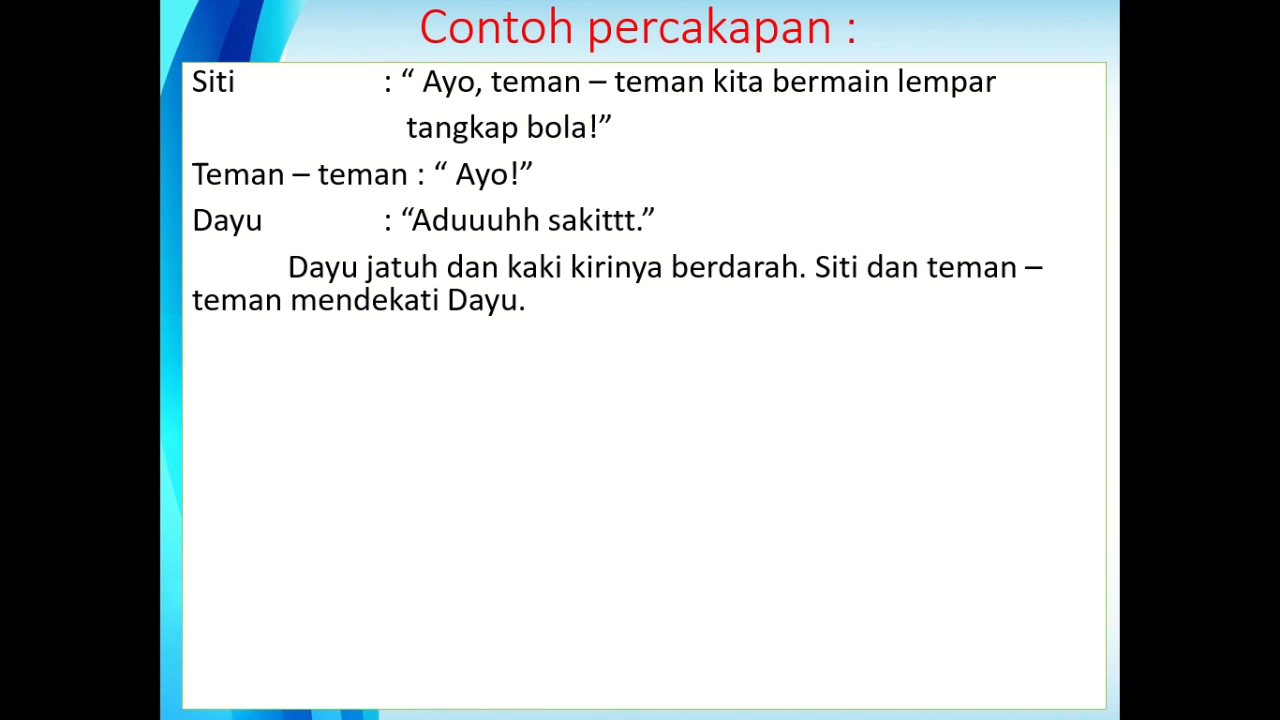 Contoh percakapan :
Siti : “ Ayo, teman – teman kita bermain lempar
tangkap bola!”
Teman – teman : “ Ayo!”
Dayu : “Aduuuhh sakittt.”
Dayu jatuh dan kaki kirinya berdarah. Siti dan teman –
teman mendekati Dayu.